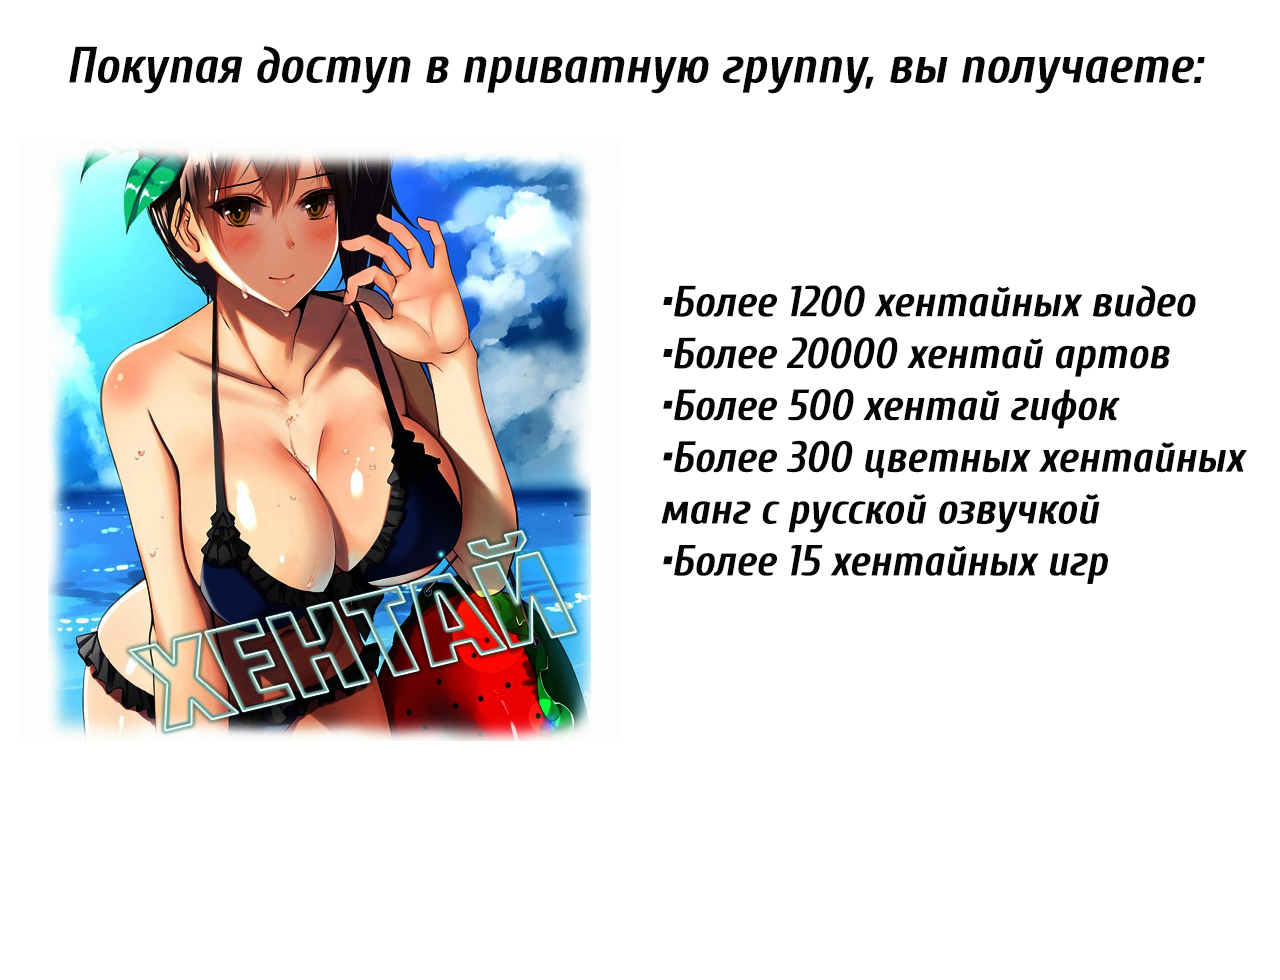 Покупая доступ в приватную группу, вы получаете:
▪Более 1200 хентайных видео
▪Более 20000 хентай артов
▪Более 500 хентай гифок
▪Более 300 цветных хентайных
манг с русской озвучкой
▪Более 15 хентайных игр
ХЕНТАЙ